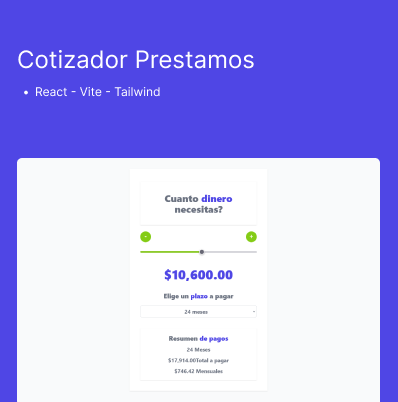 Cotizador Prestamos
• React - Vite - Tailwind
Cuanto dinero
necesitas?
- +
$10,600.00
Elige un plazo a pagar
24 meses
Resumen de pagos
24 Meses
$17,914.00Total a pagar
$746.42 Mensuales